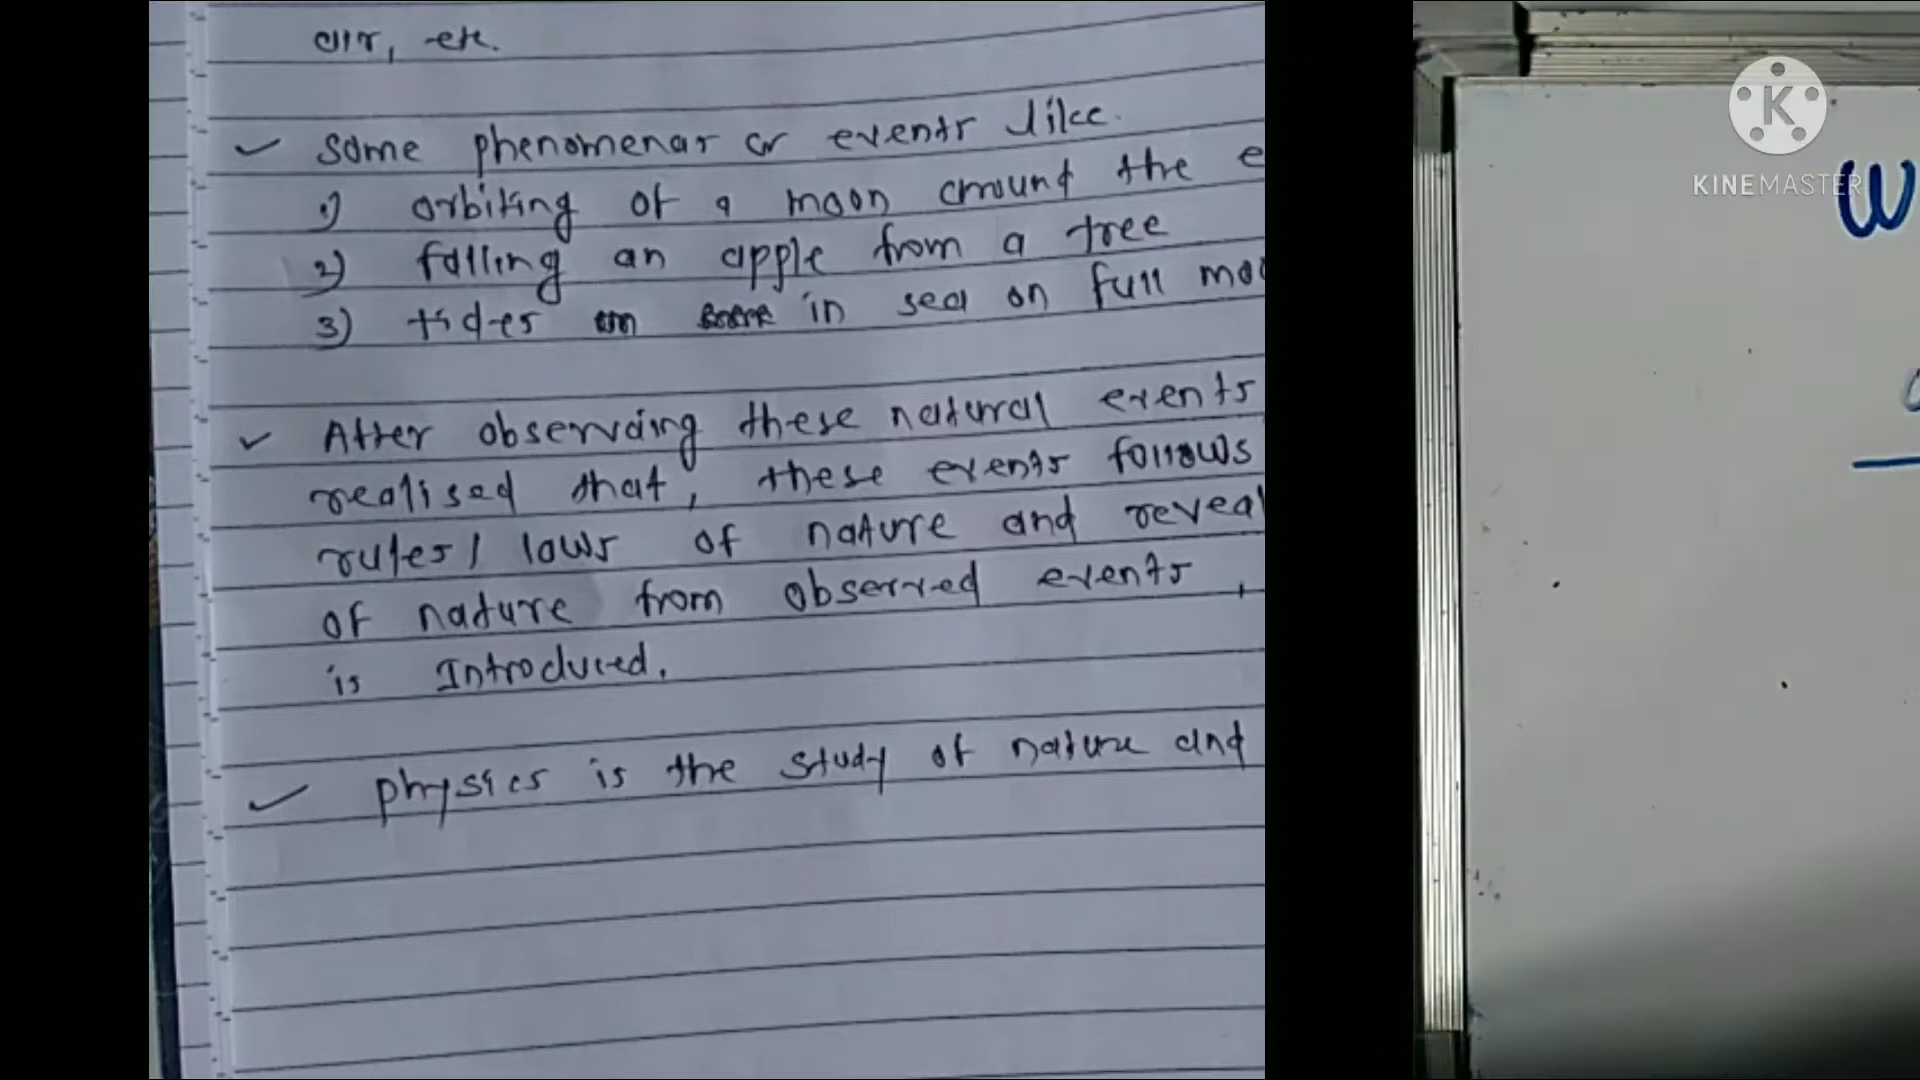 air, etc.
✓ some phenomenas or events like.
1) orbiting of a moon around the e
2) falling an apple from a tree
3) tides in sea on full moo
✓ After observing these natural events
realised that, these events follows
rules/ laws of nature and reveal
of nature from observed events,
is Introduced.
✓ physics is the study of nature and
KINEMASTER
W